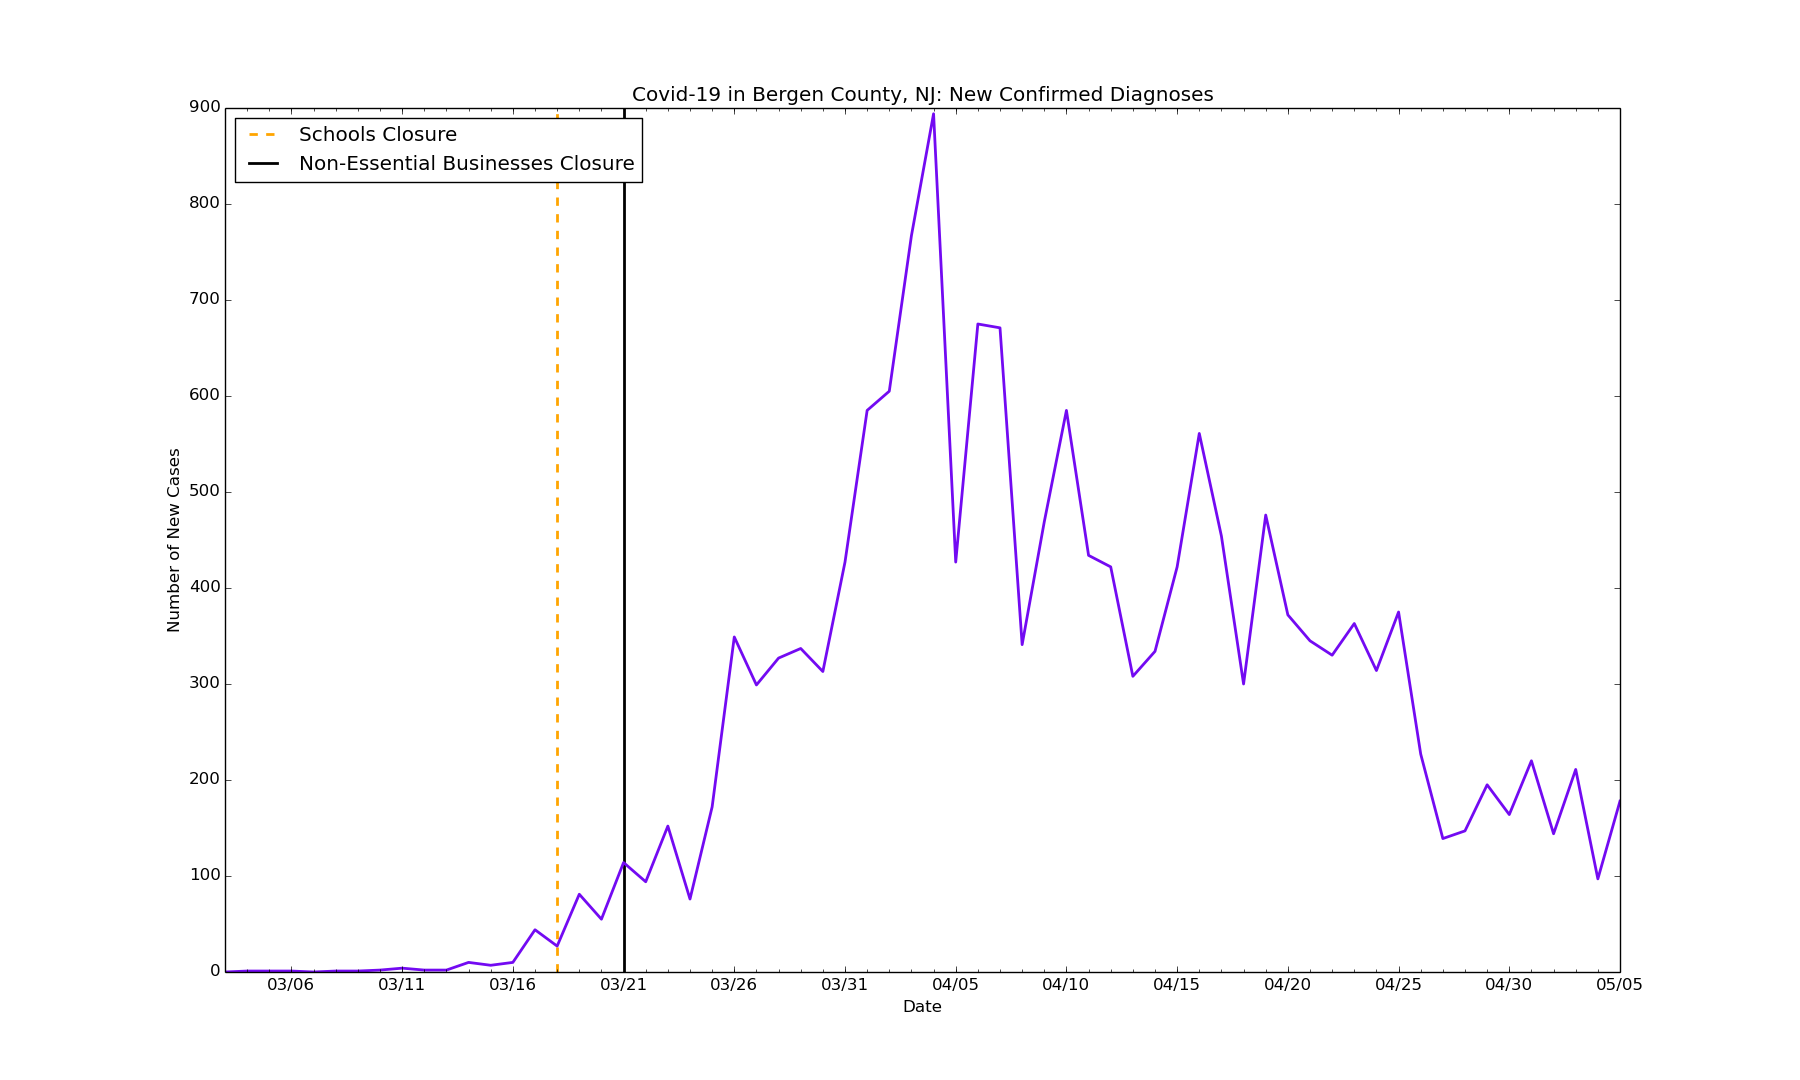 Covid-19 in Bergen County, NJ: New Confirmed Diagnoses
Schools Closure
Non-Essential Businesses Closure
900
800
700
600
500
400
300
200
100
0
Number of New Cases
03/06 03/11 03/16 03/21 03/26 03/31 04/05 04/10 04/15 04/20 04/25 04/30 05/05
Date